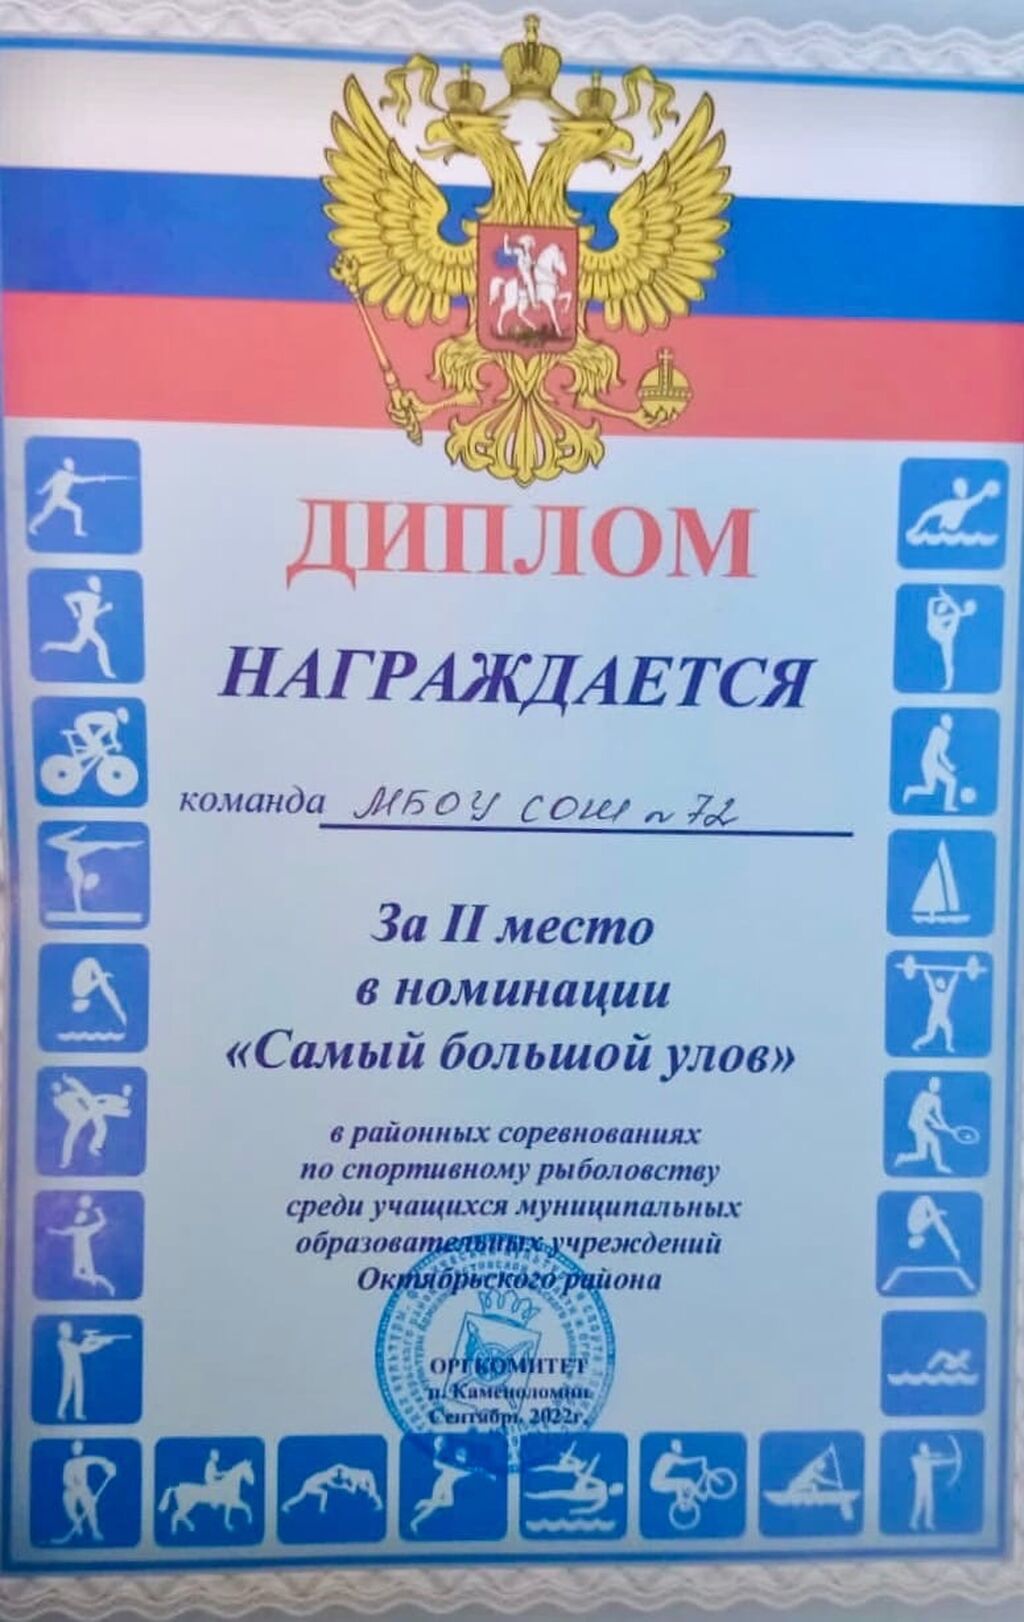 ДИПЛОМ
НАГРАЖДАЕТСЯ
команда МБОУ СОШ №72
За II место
в номинации
«Самый большой улов»
в районных соревнованиях
по спортивному рыболовству
среди учащихся муниципальных
образовательных учреждений
Октябрьского района
ОРГКОМИТЕТ
п. Каменоломни
Сентябрь, 2022г.